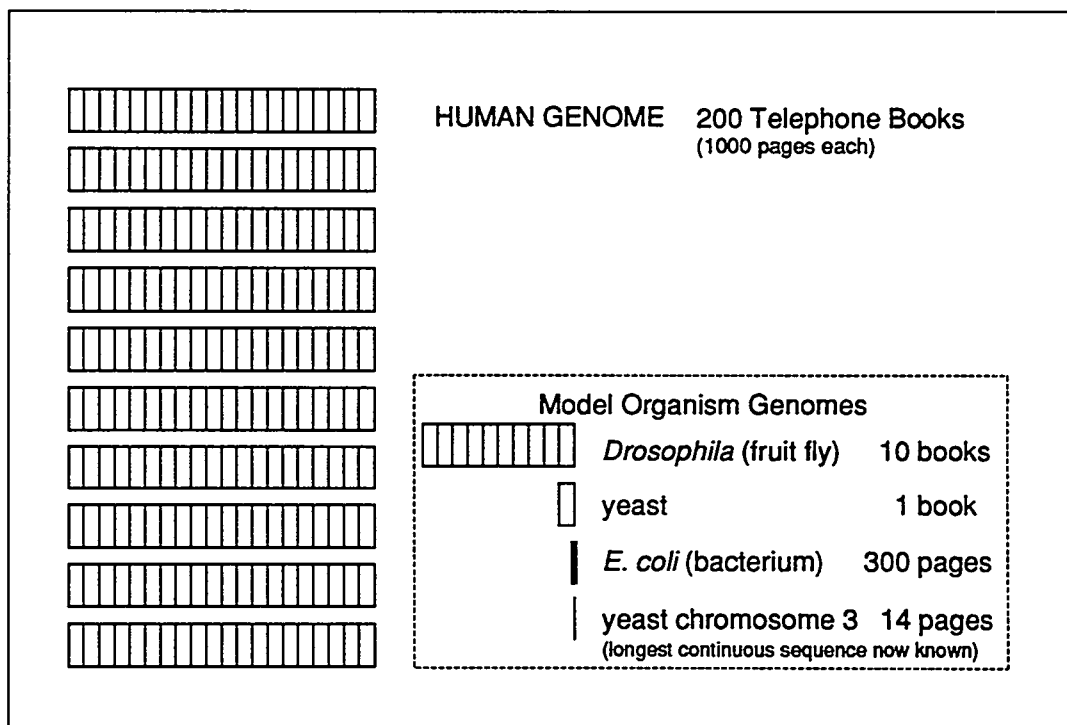 HUMAN GENOME 200 Telephone Books
(1000 pages each)
Model Organism Genomes
Drosophila (fruit fly) 10 books
yeast 1 book
E. coli (bacterium) 300 pages
yeast chromosome 3 14 pages
(longest continuous sequence now known)